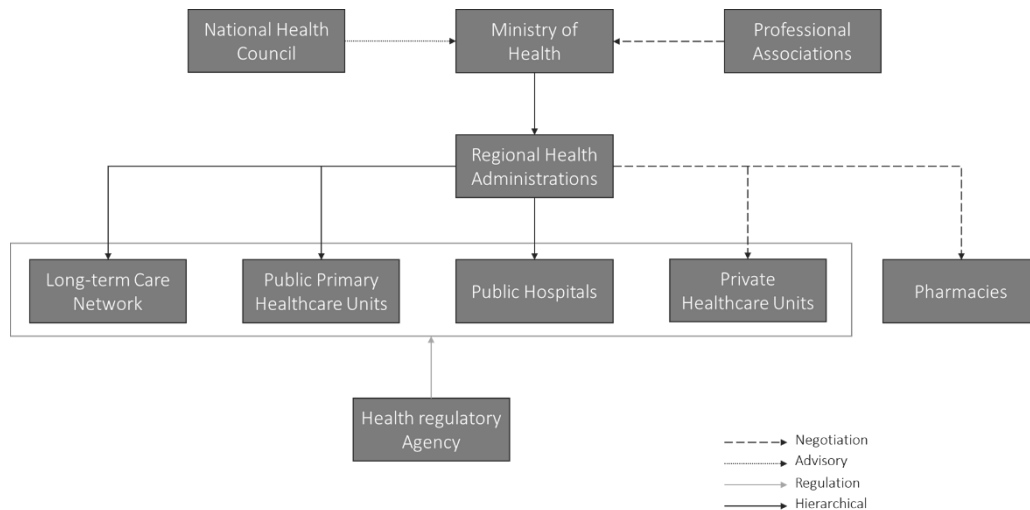 National Health
Council
Ministry of
Health
Professional
Associations
Regional Health
Administrations
Long-term Care
Network
Public Primary
Healthcare Units
Public Hospitals
Private
Healthcare Units
Pharmacies
Health regulatory
Agency
Negotiation
Advisory
Regulation
Hierarchical